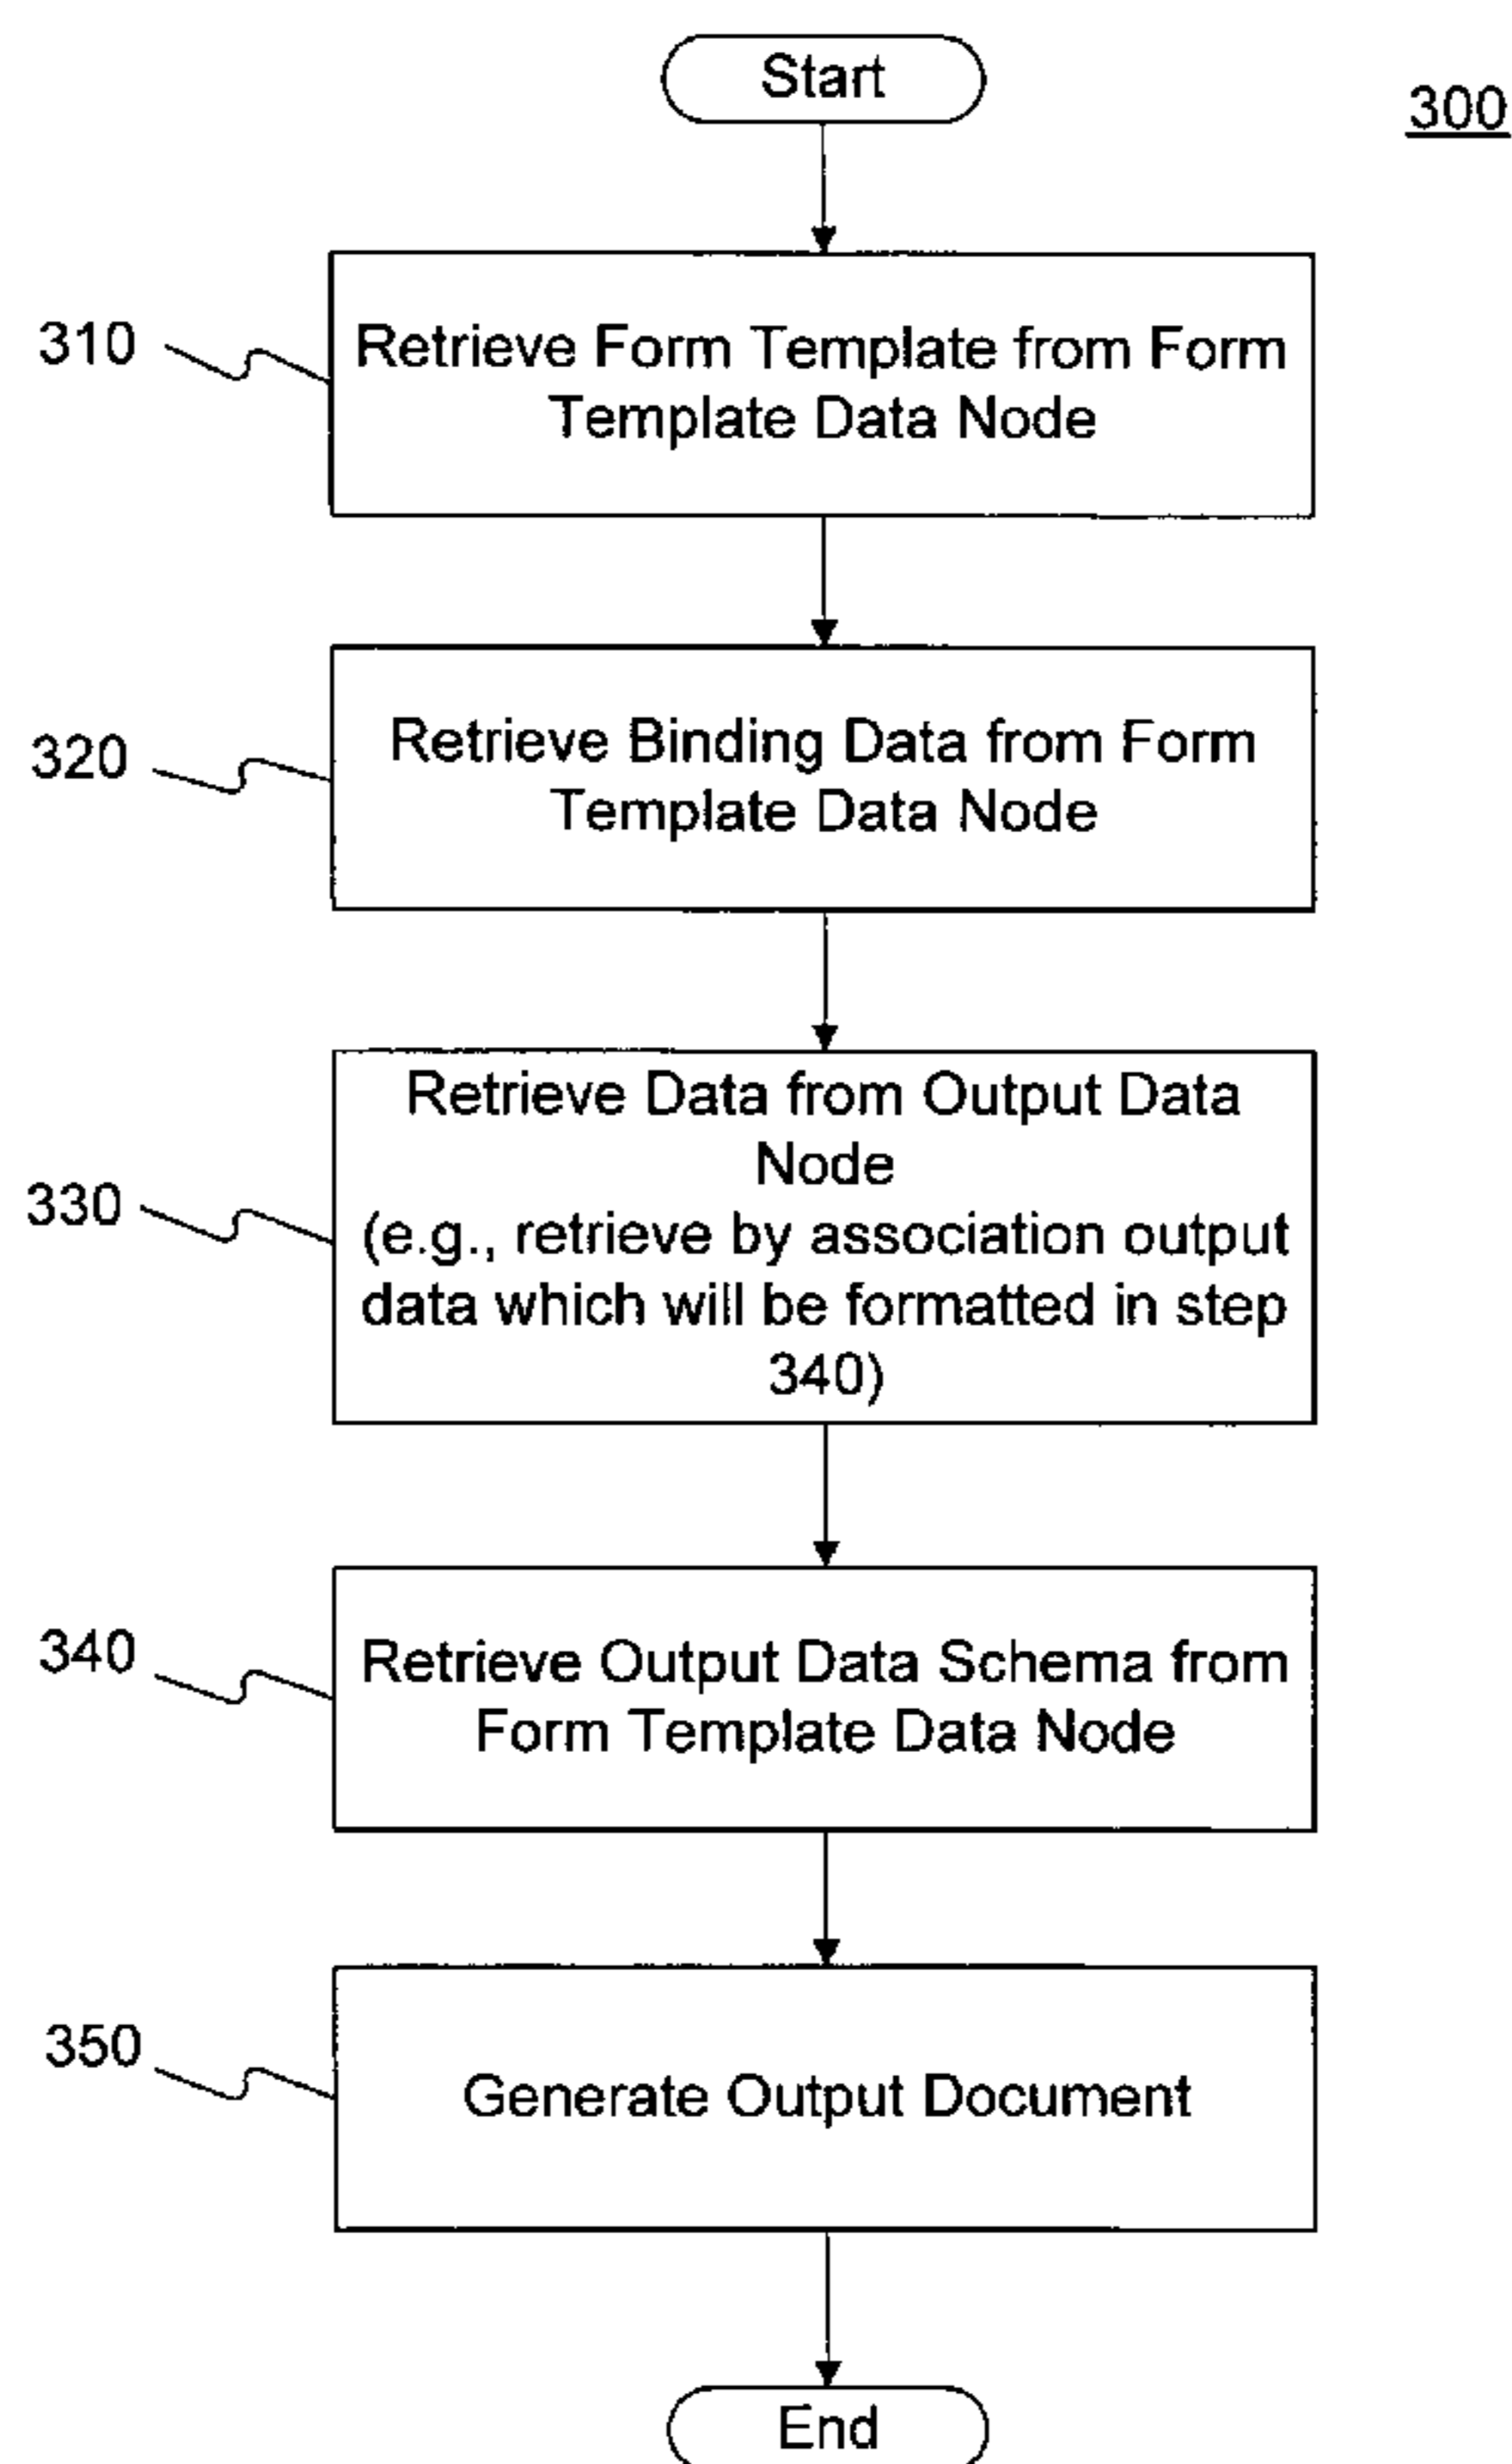 Start
300
310
Retrieve Form Template from Form
Template Data Node
320
Retrieve Binding Data from Form
Template Data Node
330
Retrieve Data from Output Data
Node
(e.g., retrieve by association output
data which will be formatted in step
340)
340
Retrieve Output Data Schema from
Form Template Data Node
350
Generate Output Document
End